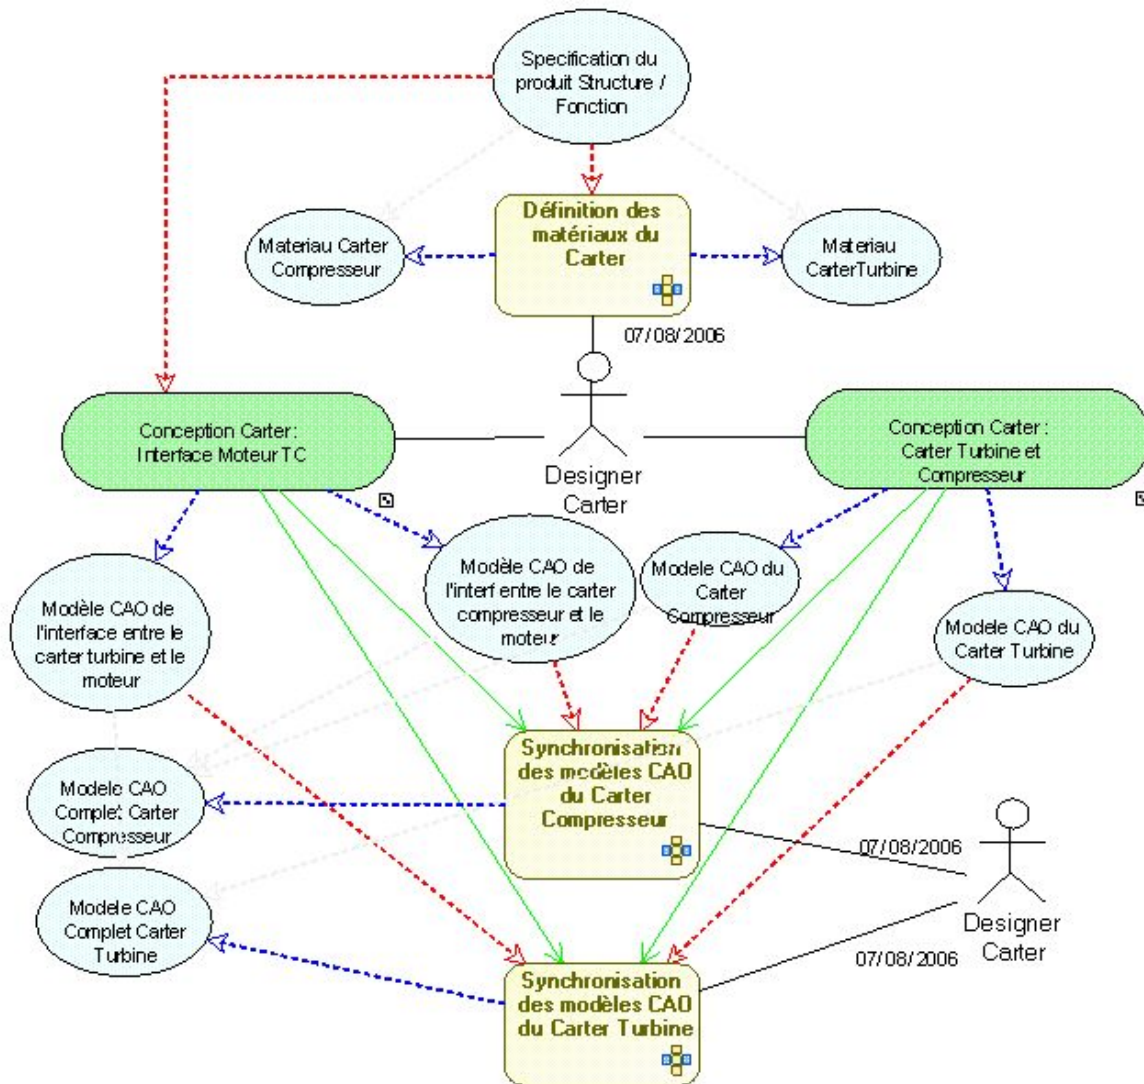 Specification du
produit Structure /
Fonction
Définition des
matériaux du
Carter
Materiau Carter
Compresseur
Materiau
CarterTurbine
07/08/2006
Conception Carter :
Interface Moteur TC
Designer
Carter
Conception Carter :
Carter Turbine et
Compresseur
Modèle CAO de
l'interface entre le
carter turbine et le
moteur
Modèle CAO de
l'interf entre le carter
compresseur et le
moteur
Modele CAO du
Carter
Compresseur
Modele CAO du
Carter Turbine
Synchronisation
des modèles CAO
du Carter
Compresseur
Modele CAO
Complet Carter
Compresseur
07/08/2006
Designer
Carter
Modele CAO
Complet Carter
Turbine
07/08/2006
Synchronisation
des modèles CAO
du Carter Turbine